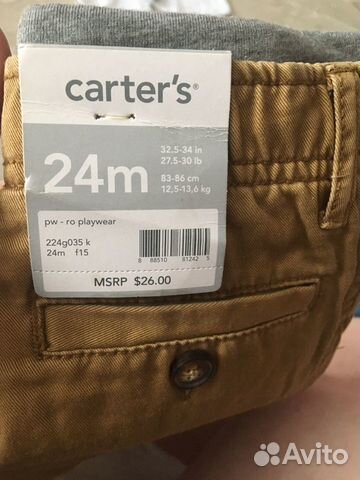 carter's®
24m
32.5-34 in
27.5-30 lb
83-86 cm
12,5-13,6 kg
pw - ro playwear
224g035 k
24m f15
8 88510 81242 5
MSRP $26.00
Avito